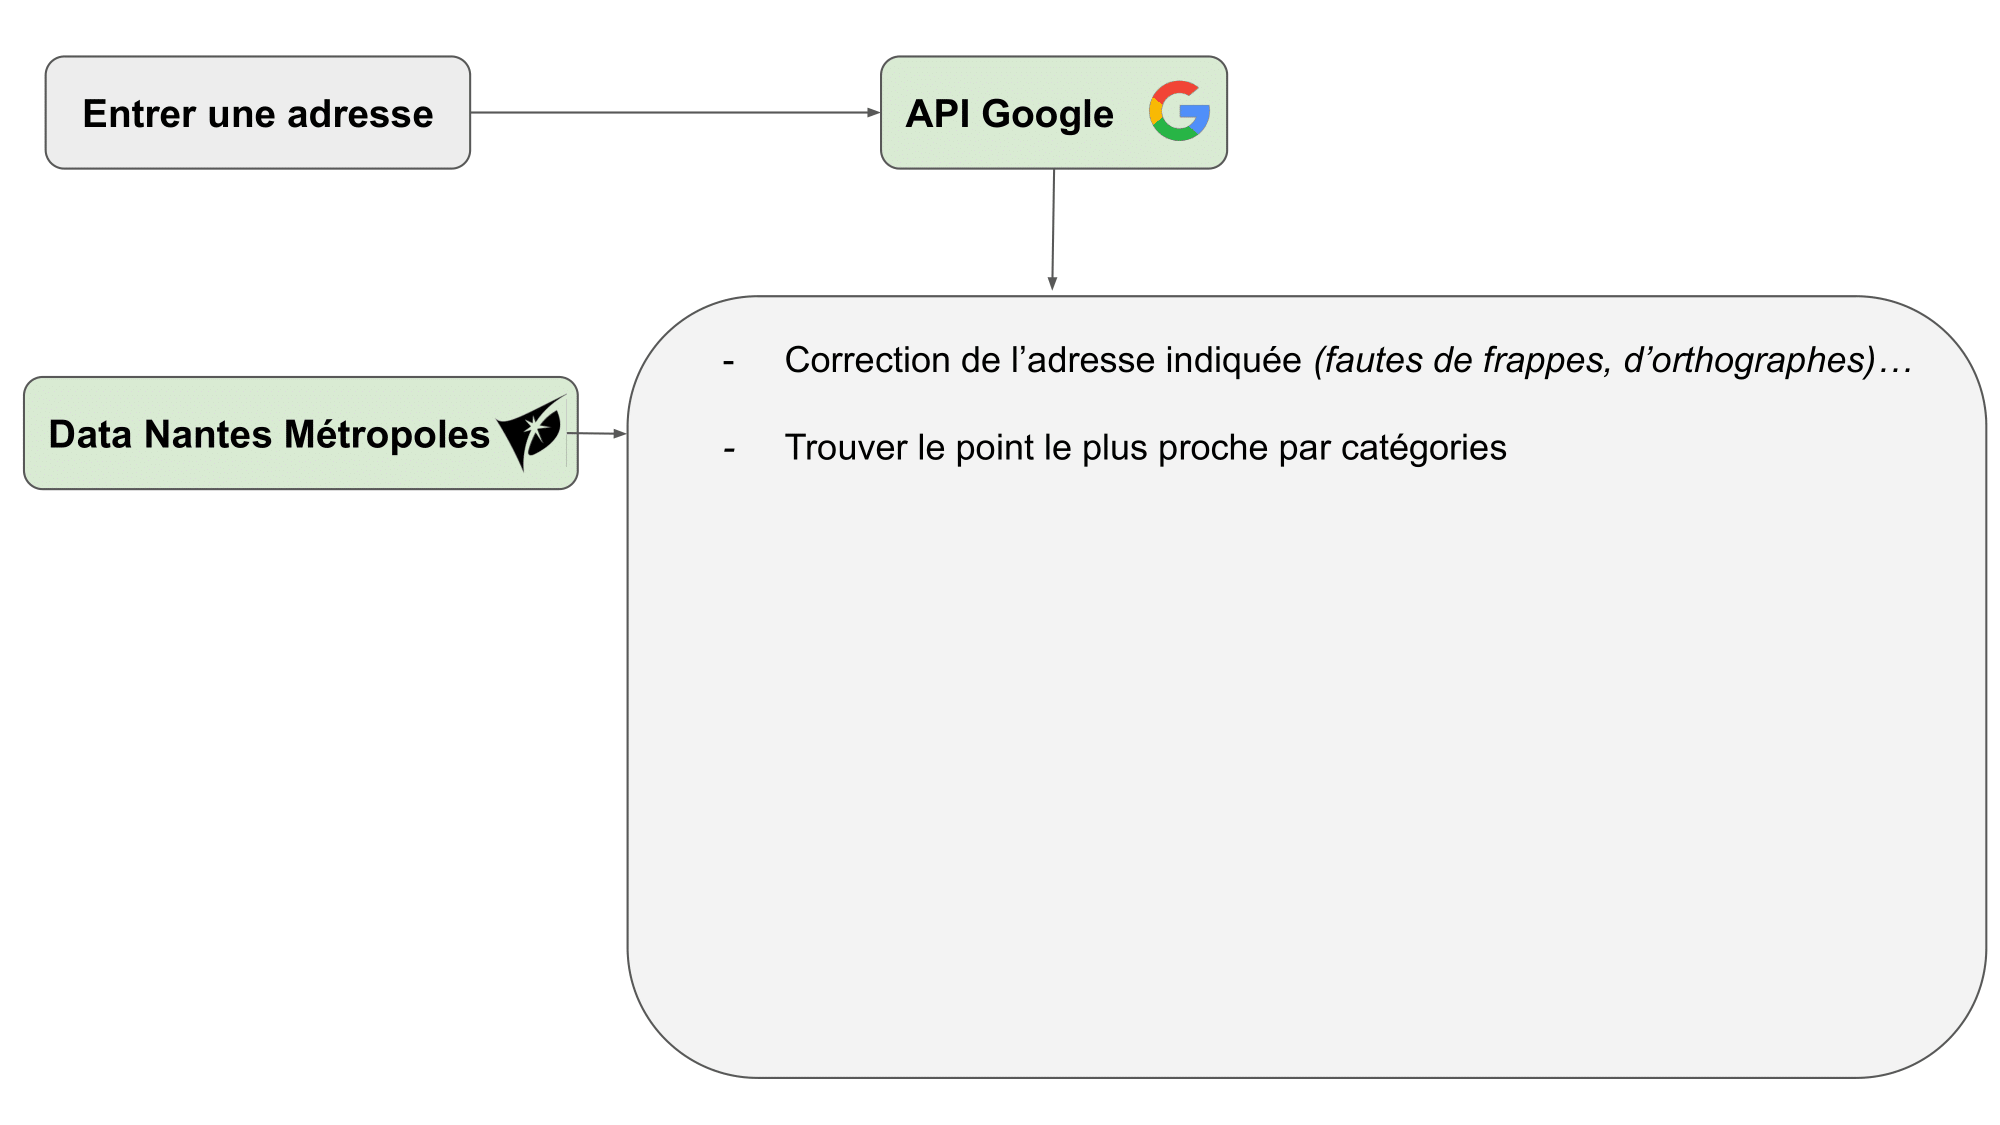 Entrer une adresse
API Google
Data Nantes Métropoles
- Correction de l’adresse indiquée (fautes de frappes, d’orthographes)…
- Trouver le point le plus proche par catégories